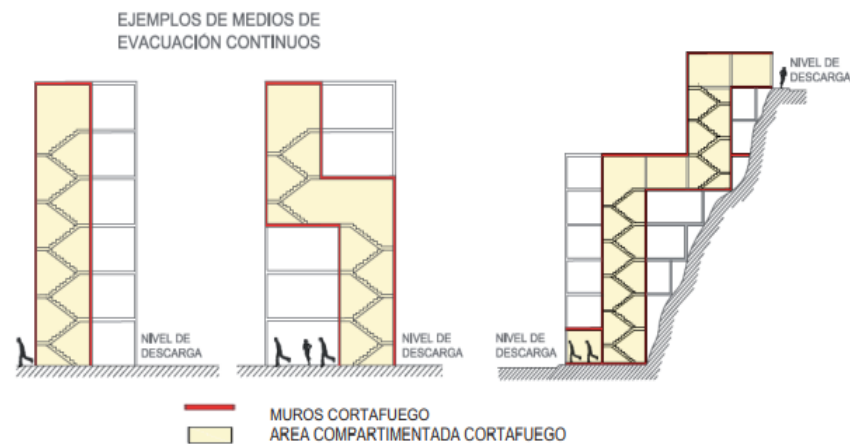 EJEMPLOS DE MEDIOS DE
EVACUACIÓN CONTINUOS
NIVEL DE
DESCARGA
NIVEL DE
DESCARGA
NIVEL DE
DESCARGA
NIVEL DE
DESCARGA
MUROS CORTAFUEGO
AREA COMPARTIMENTADA CORTAFUEGO